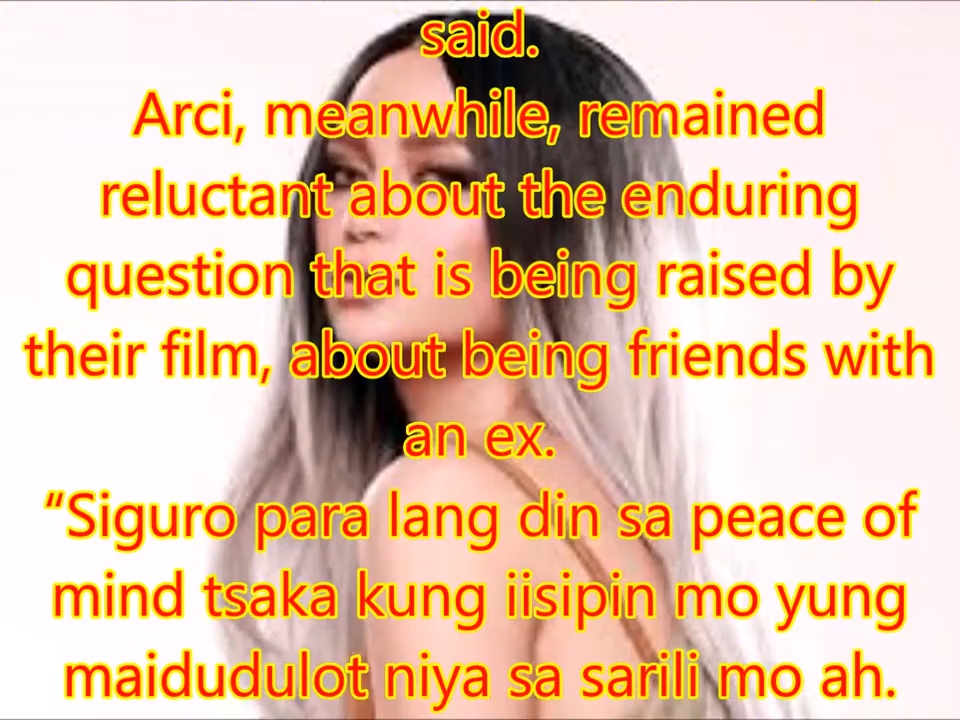 said.
Arci, meanwhile, remained
reluctant about the enduring
question that is being raised by
their film, about being friends with
an ex.
“Siguro para lang din sa peace of
mind tsaka kung iisipin mo yung
maidudulot niya sa sarili mo ah.